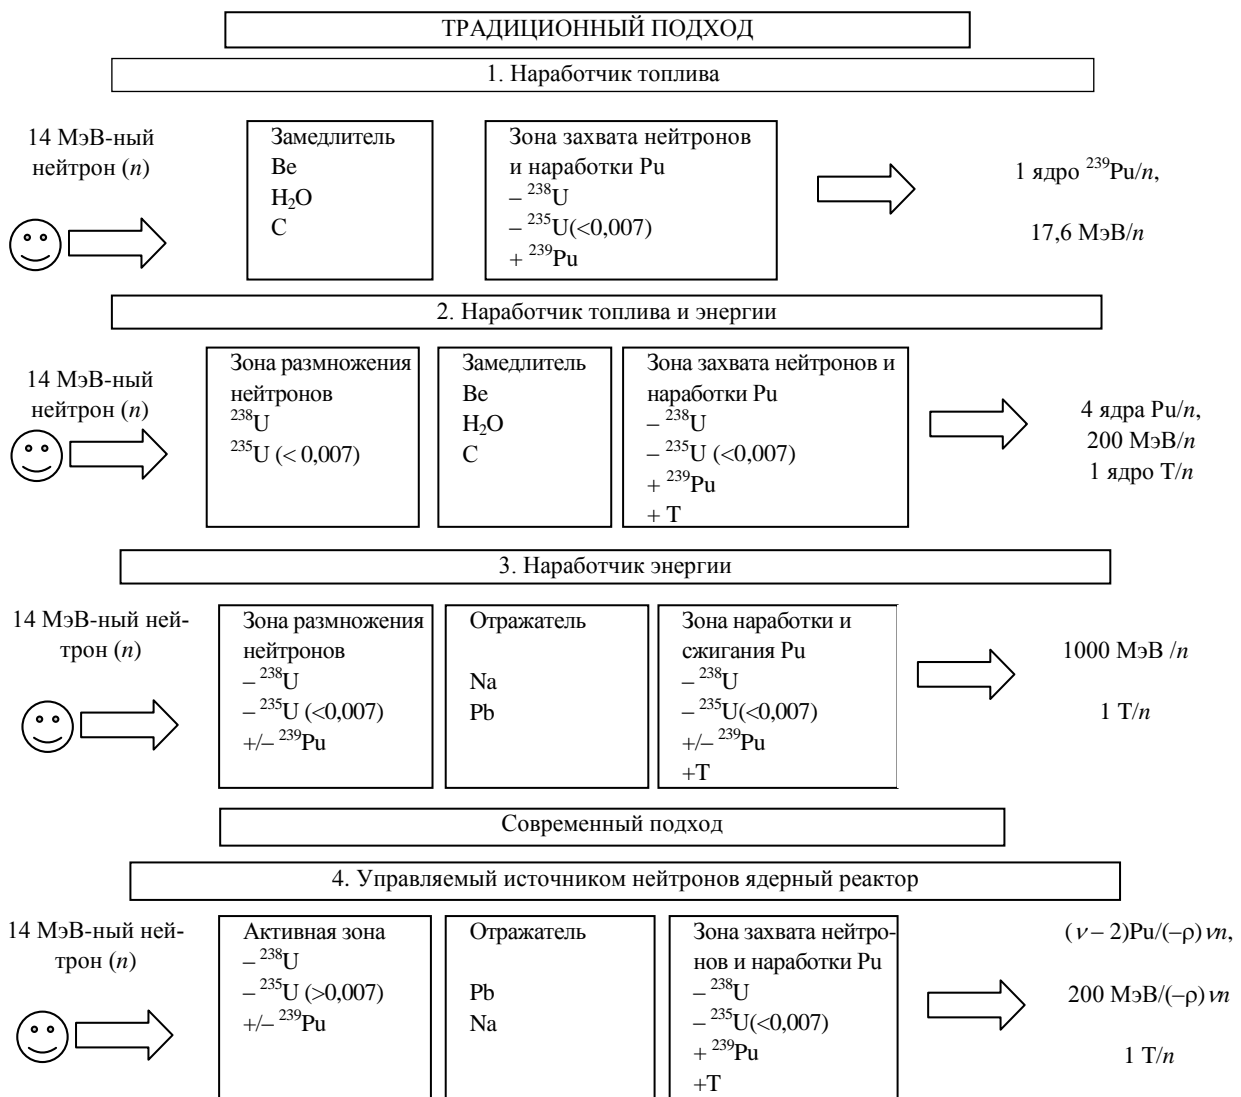 ТРАДИЦИОННЫЙ ПОДХОД
1. Наработчик топлива
14 МэВ-ный
нейтрон (n)
Замедлитель
Be
H₂O
C
Зона захвата нейтронов
и наработки Pu
– ²³⁸U
– ²³⁵U(<0,007)
+ ²³⁹Pu
1 ядро ²³⁹Pu/n,
17,6 МэВ/n
2. Наработчик топлива и энергии
14 МэВ-ный
нейтрон (n)
Зона размножения
нейтронов
²³⁸U
²³⁵U (< 0,007)
Замедлитель
Be
H₂O
C
Зона захвата нейтронов и
наработки Pu
– ²³⁸U
– ²³⁵U (<0,007)
+ ²³⁹Pu
+ T
4 ядра Pu/n,
200 МэВ/n
1 ядро T/n
3. Наработчик энергии
14 МэВ-ный ней-
трон (n)
Зона размножения
нейтронов
– ²³⁸U
– ²³⁵U (<0,007)
+/– ²³⁹Pu
Отражатель
Na
Pb
Зона наработки и
сжигания Pu
– ²³⁸U
– ²³⁵U(<0,007)
+/– ²³⁹Pu
+T
1000 МэВ /n
1 T/n
Современный подход
4. Управляемый источником нейтронов ядерный реактор
14 МэВ-ный ней-
трон (n)
Активная зона
– ²³⁸U
– ²³⁵U (>0,007)
+/– ²³⁹Pu
Отражатель
Pb
Na
Зона захвата нейтро-
нов и наработки Pu
– ²³⁸U
– ²³⁵U(<0,007)
+ ²³⁹Pu
+T
(ν – 2)Pu/(–ρ)νn,
200 МэВ/(–ρ)νn
1 T/n